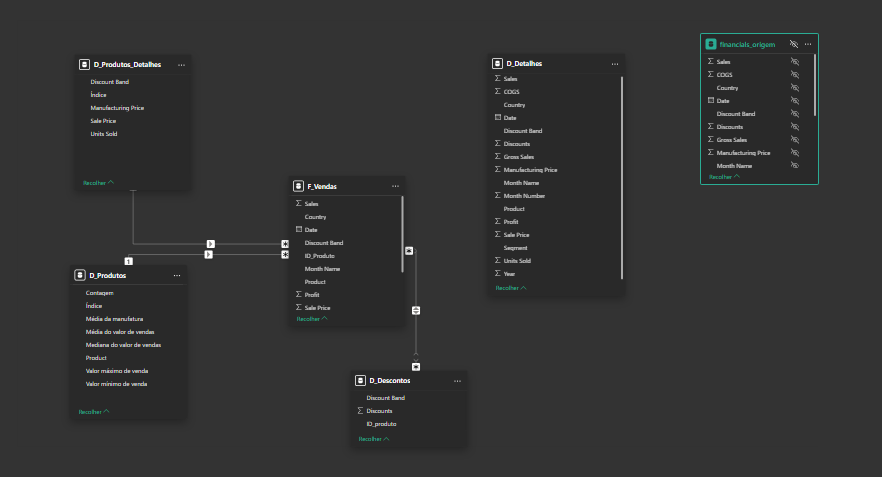 D_Produtos_Detalhes
Discount Band
Índice
Manufacturing Price
Sale Price
Units Sold
Recolher
D_Produtos
Contagem
Índice
Média da manufatura
Média do valor de vendas
Mediana do valor de vendas
Product
Valor máximo de venda
Valor mínimo de venda
Recolher
1
F_Vendas
Sales
Country
Date
Discount Band
ID_Produto
Month Name
Product
Profit
Sale Price
Recolher
D_Descontos
Discount Band
Discounts
ID_produto
Recolher
D_Detalhes
Sales
COGS
Country
Date
Discount Band
Discounts
Gross Sales
Manufacturing Price
Month Name
Month Number
Product
Profit
Sale Price
Segment
Units Sold
Year
Recolher
financials_origem
Sales
COGS
Country
Date
Discount Band
Discounts
Gross Sales
Manufacturing Price
Month Name
Recolher